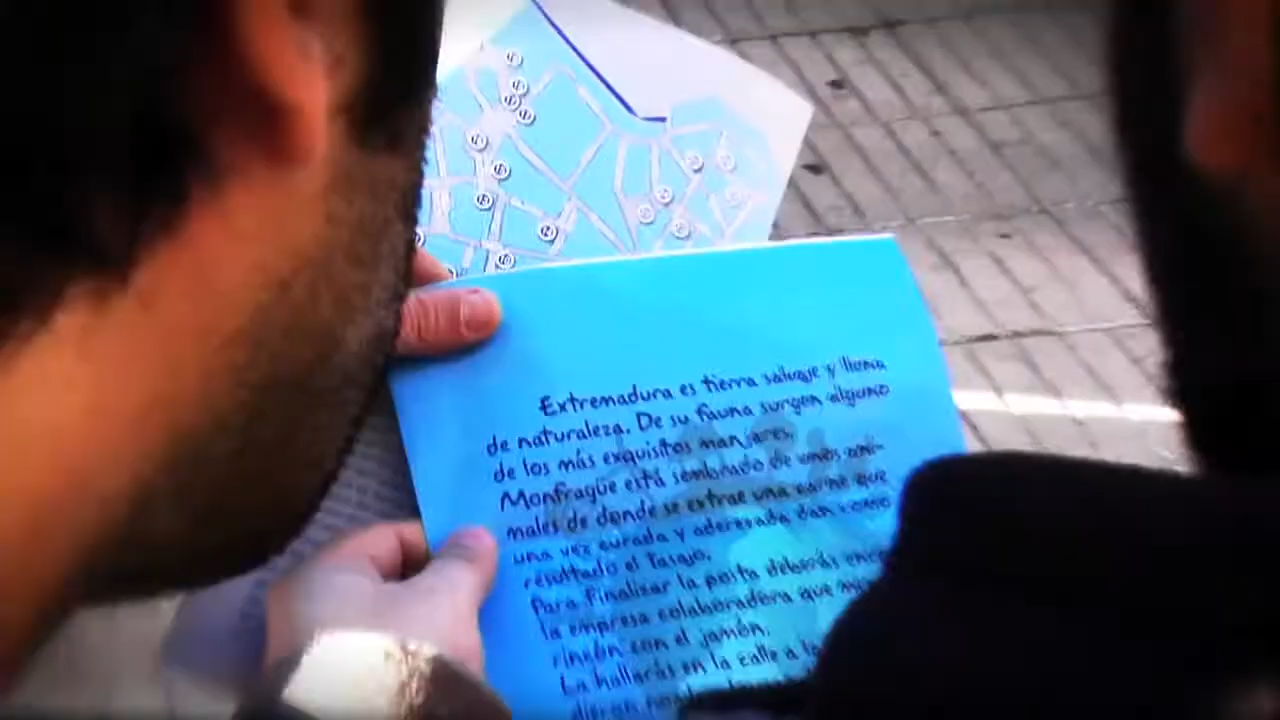 Extremadura es tierra salvaje y llena
de naturaleza. De su fauna surgen alguno
de los más exquisitos manjares.
Monfragüe está sembrado de unos ani-
males de donde se extrae una carne que
una vez curada y aderezada dan como
resultado el Tasajo.
Para finalizar la posta deberás
la empresa colaboradora que
rincón con el jamón.
La hallarás en la calle a
dieron